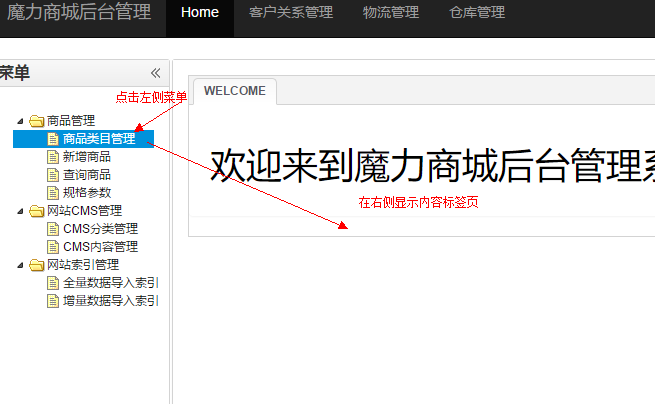 魔力商城后台管理 Home 客户关系管理 物流管理 仓库管理
菜单
点击左侧菜单
WELCOME
商品管理
商品类目管理
新增商品
查询商品
规格参数
网站CMS管理
CMS分类管理
CMS内容管理
网站索引管理
全量数据导入索引
增量数据导入索引
欢迎来到魔力商城后台管理系
在右侧显示内容标签页